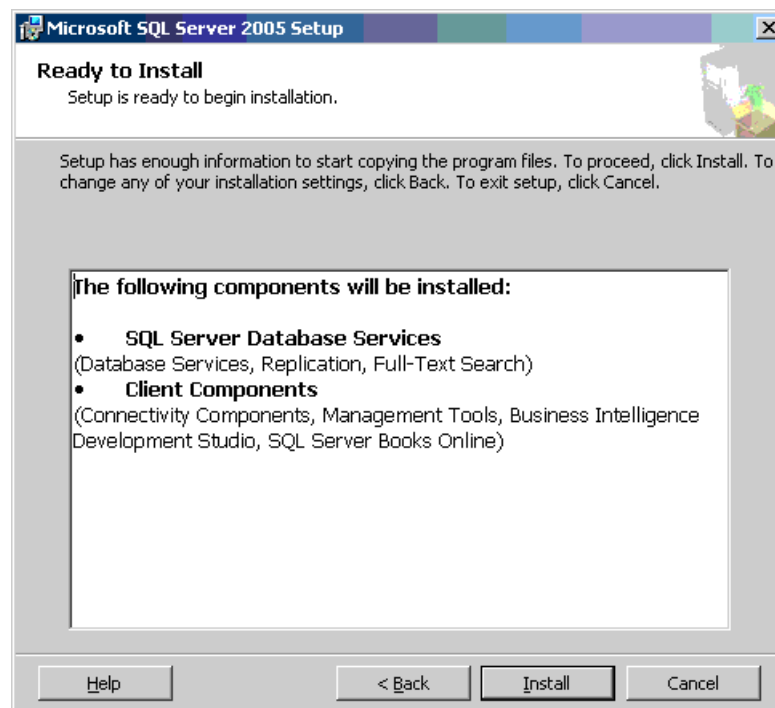 Microsoft SQL Server 2005 Setup
Ready to Install
Setup is ready to begin installation.
Setup has enough information to start copying the program files. To proceed, click Install. To
change any of your installation settings, click Back. To exit setup, click Cancel.
The following components will be installed:
• SQL Server Database Services
(Database Services, Replication, Full-Text Search)
• Client Components
(Connectivity Components, Management Tools, Business Intelligence
Development Studio, SQL Server Books Online)
Help < Back Install Cancel